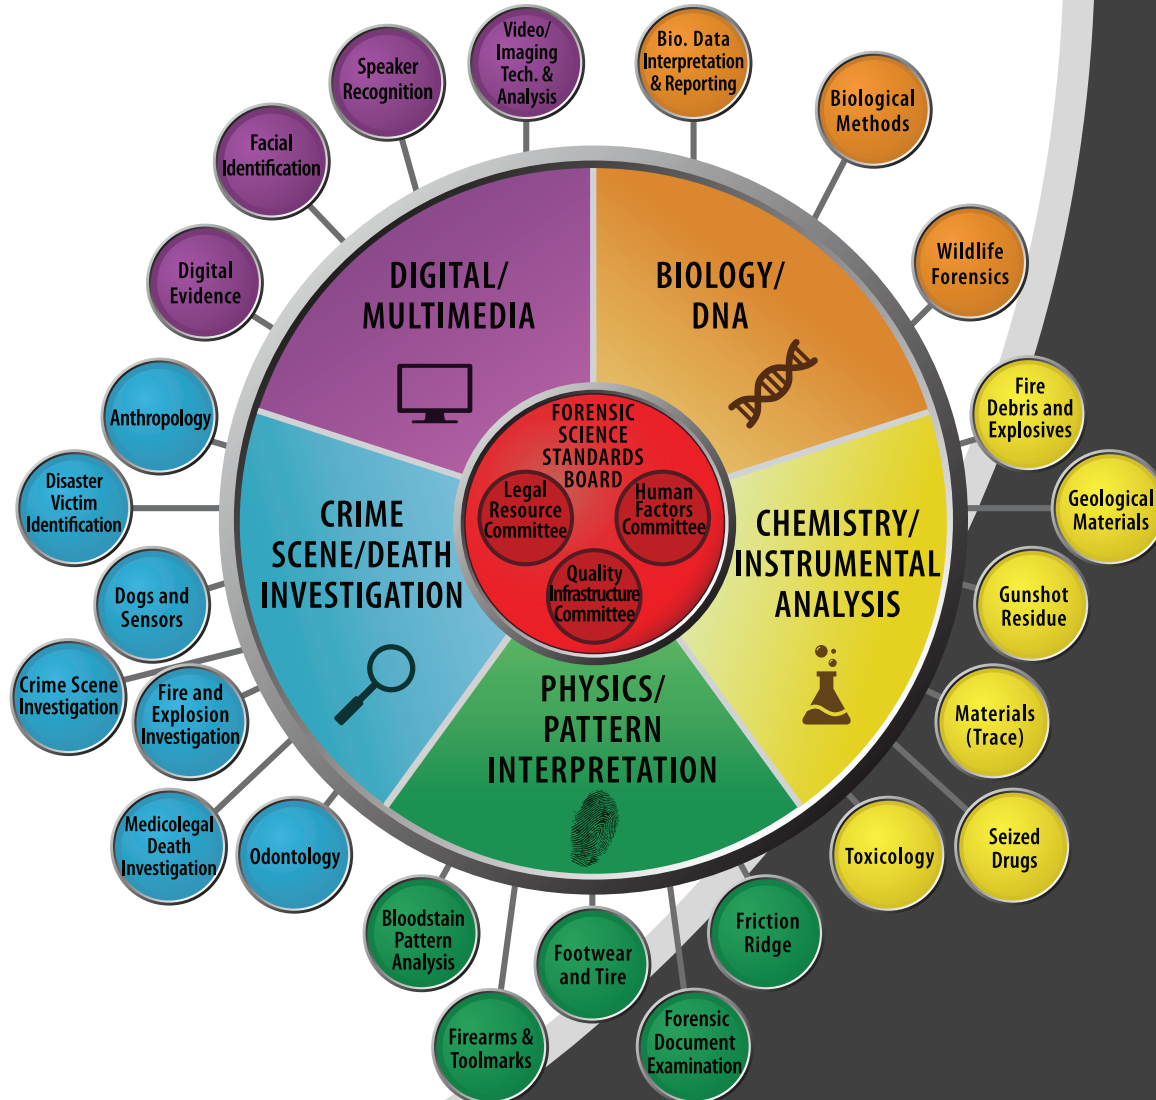 Video/
Imaging
Tech. &
Analysis
Bio. Data
Interpretation
& Reporting
Speaker
Recognition
Biological
Methods
Facial
Identification
Wildlife
Forensics
Digital
Evidence
DIGITAL/
MULTIMEDIA
BIOLOGY/
DNA
Anthropology
Fire
Debris and
Explosives
FORENSIC
SCIENCE
STANDARDS
BOARD
Legal
Resource
Committee
Human
Factors
Committee
Quality
Infrastructure
Committee
Disaster
Victim
Identification
Geological
Materials
CRIME
SCENE/DEATH
INVESTIGATION
CHEMISTRY/
INSTRUMENTAL
ANALYSIS
Dogs and
Sensors
Gunshot
Residue
Crime Scene
Investigation
Fire and
Explosion
Investigation
Materials
(Trace)
PHYSICS/
PATTERN
INTERPRETATION
Medicolegal
Death
Investigation
Odontology
Toxicology
Seized
Drugs
Bloodstain
Pattern
Analysis
Footwear
and Tire
Friction
Ridge
Firearms &
Toolmarks
Forensic
Document
Examination